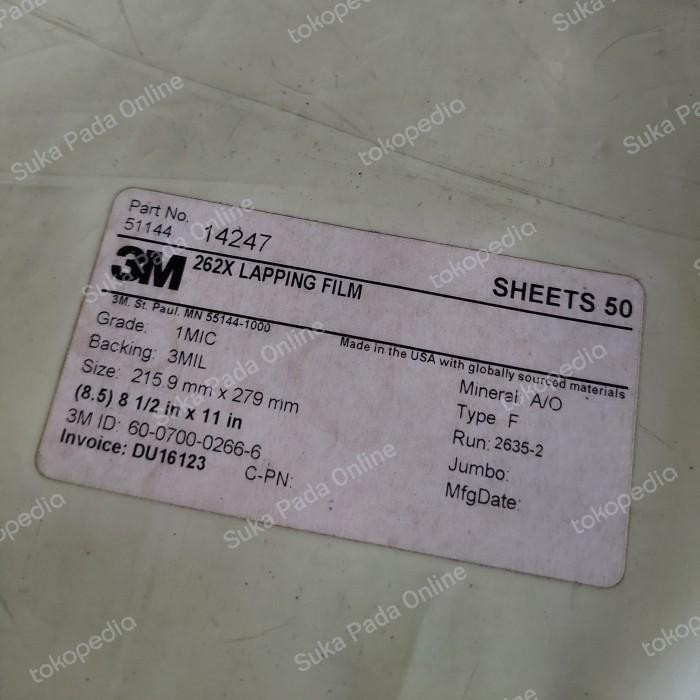 Part No.
51144 14247
3M 262X LAPPING FILM
SHEETS 50
3M. St. Paul. MN 55144-1000
Made in the USA with globally sourced materials
Grade: 1MIC
Backing: 3MIL
Size: 215.9 mm x 279 mm
(8.5) 8 1/2 in x 11 in
3M ID: 60-0700-0266-6
Invoice: DU16123
C-PN:
Mineral: A/O
Type F
Run: 2635-2
Jumbo:
MfgDate:
tokopedia
Suka Pada Online